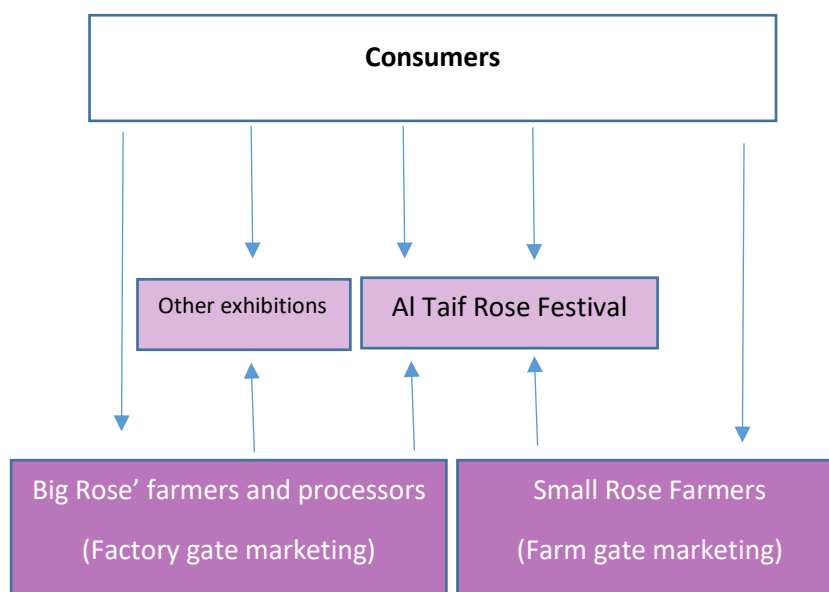 Consumers
Other exhibitions
Al Taif Rose Festival
Big Rose’ farmers and processors
(Factory gate marketing)
Small Rose Farmers
(Farm gate marketing)